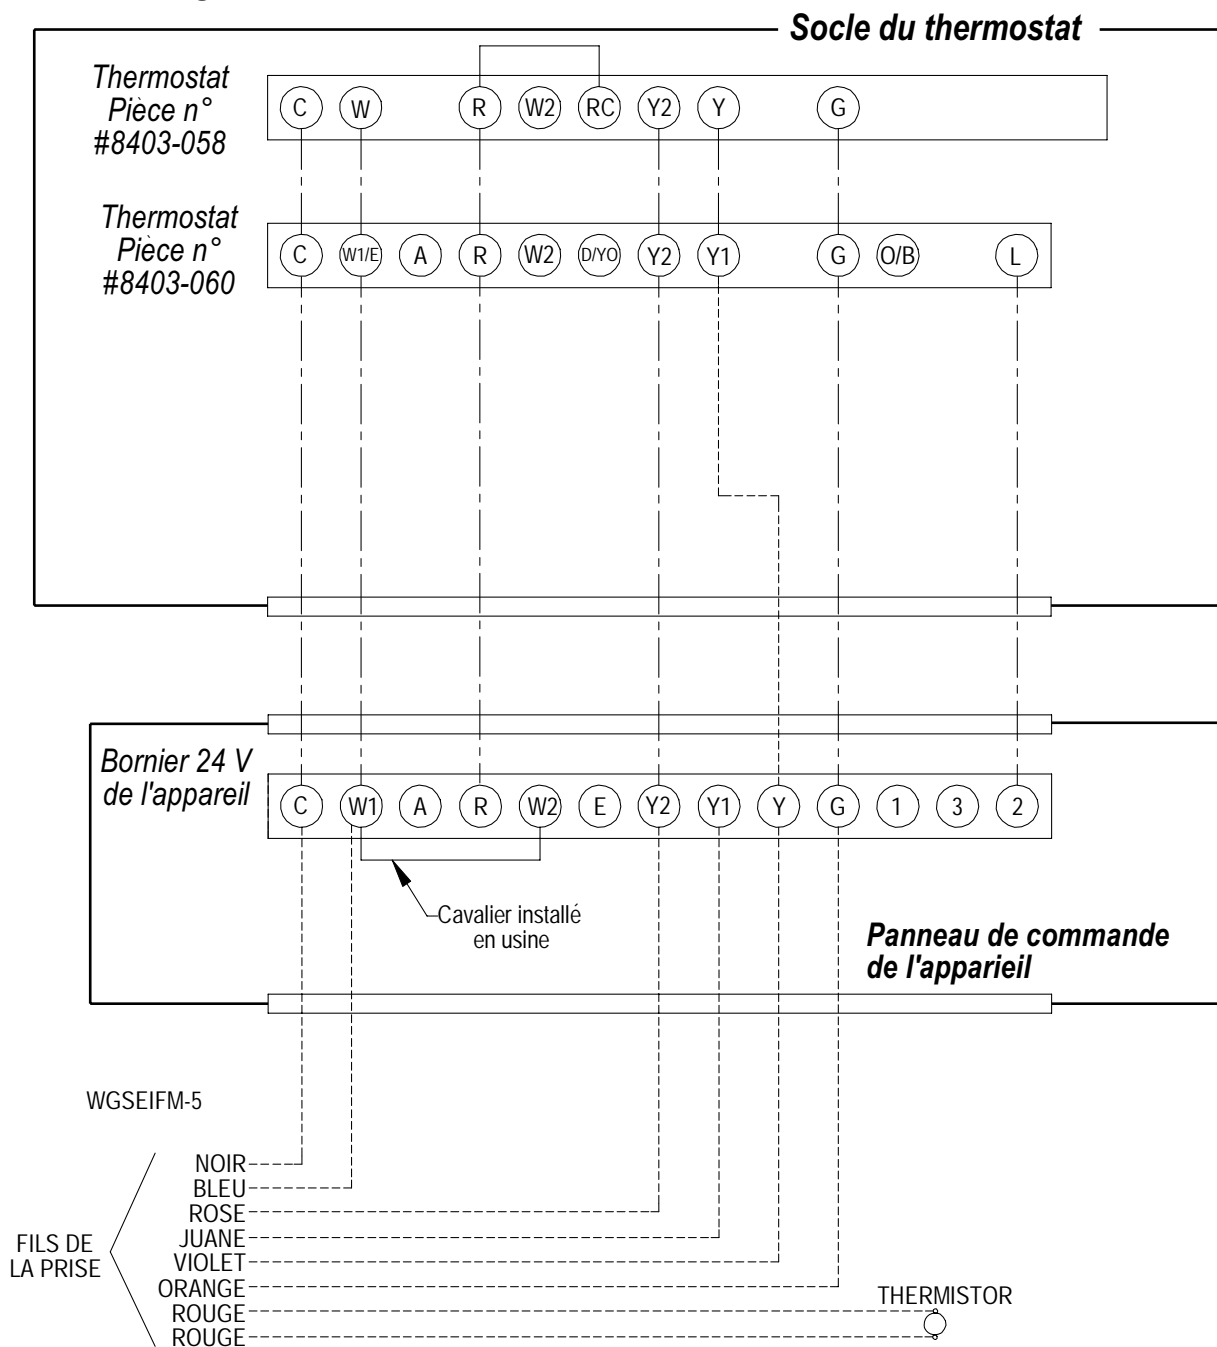 Socle du thermostat
Thermostat
Pièce n°
#8403-058
C W R W2 RC Y2 Y G
Thermostat
Pièce n°
#8403-060
C W1/E A R W2 D/YO Y2 Y1 G O/B L
Bornier 24 V
de l'appareil
C W1 A R W2 E Y2 Y1 Y G 1 3 2
Cavalier installé
en usine
Panneau de commande
de l'apparieil
WGSEIFM-5
FILS DE
LA PRISE
NOIR
BLEU
ROSE
JUANE
VIOLET
ORANGE
ROUGE
ROUGE
THERMISTOR